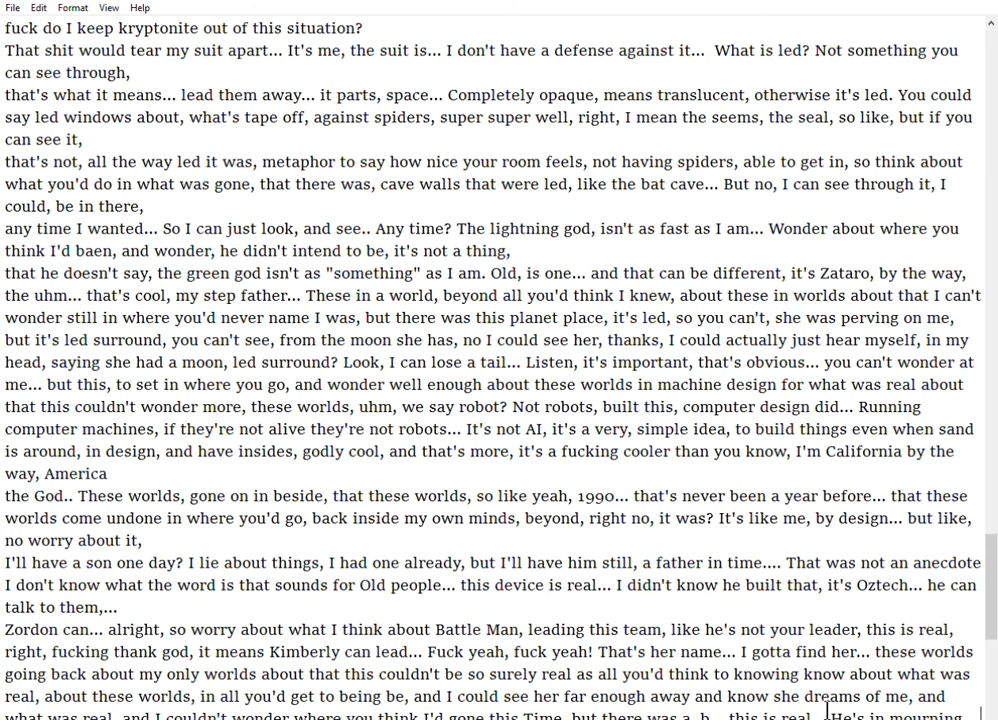 File Edit Format View Help
fuck do I keep kryptonite out of this situation?
That shit would tear my suit apart... It's me, the suit is... I don't have a defense against it...  What is led? Not something you
can see through,
that's what it means... lead them away... it parts, space... Completely opaque, means translucent, otherwise it's led. You could
say led windows about, what's tape off, against spiders, super super well, right, I mean the seems, the seal, so like, but if you
can see it,
that's not, all the way led it was, metaphor to say how nice your room feels, not having spiders, able to get in, so think about
what you'd do in what was gone, that there was, cave walls that were led, like the bat cave... But no, I can see through it, I
could, be in there,
any time I wanted... So I can just look, and see.. Any time? The lightning god, isn't as fast as I am... Wonder about where you
think I'd baen, and wonder, he didn't intend to be, it's not a thing,
that he doesn't say, the green god isn't as "something" as I am. Old, is one... and that can be different, it's Zataro, by the way,
the uhm... that's cool, my step father... These in a world, beyond all you'd think I knew, about these in worlds about that I can't
wonder still in where you'd never name I was, but there was this planet place, it's led, so you can't, she was perving on me,
but it's led surround, you can't see, from the moon she has, no I could see her, thanks, I could actually just hear myself, in my
head, saying she had a moon, led surround? Look, I can lose a tail... Listen, it's important, that's obvious... you can't wonder at
me... but this, to set in where you go, and wonder well enough about these worlds in machine design for what was real about
that this couldn't wonder more, these worlds, uhm, we say robot? Not robots, built this, computer design did... Running
computer machines, if they're not alive they're not robots... It's not AI, it's a very, simple idea, to build things even when sand
is around, in design, and have insides, godly cool, and that's more, it's a fucking cooler than you know, I'm California by the
way, America
the God.. These worlds, gone on in beside, that these worlds, so like yeah, 1990... that's never been a year before... that these
worlds come undone in where you'd go, back inside my own minds, beyond, right no, it was? It's like me, by design... but like,
no worry about it,
I'll have a son one day? I lie about things, I had one already, but I'll have him still, a father in time.... That was not an anecdote
I don't know what the word is that sounds for Old people... this device is real... I didn't know he built that, it's Oztech... he can
talk to them,...
Zordon can... alright, so worry about what I think about Battle Man, leading this team, like he's not your leader, this is real,
right, fucking thank god, it means Kimberly can lead... Fuck yeah, fuck yeah! That's her name... I gotta find her... these worlds
going back about my only worlds about that this couldn't be so surely real as all you'd think to knowing know about what was
real, about these worlds, in all you'd get to being be, and I could see her far enough away and know she dreams of me, and
what was real, and I couldn't wonder where you think I'd gone this Time, but there was a, b... this is real... He's in mourning,